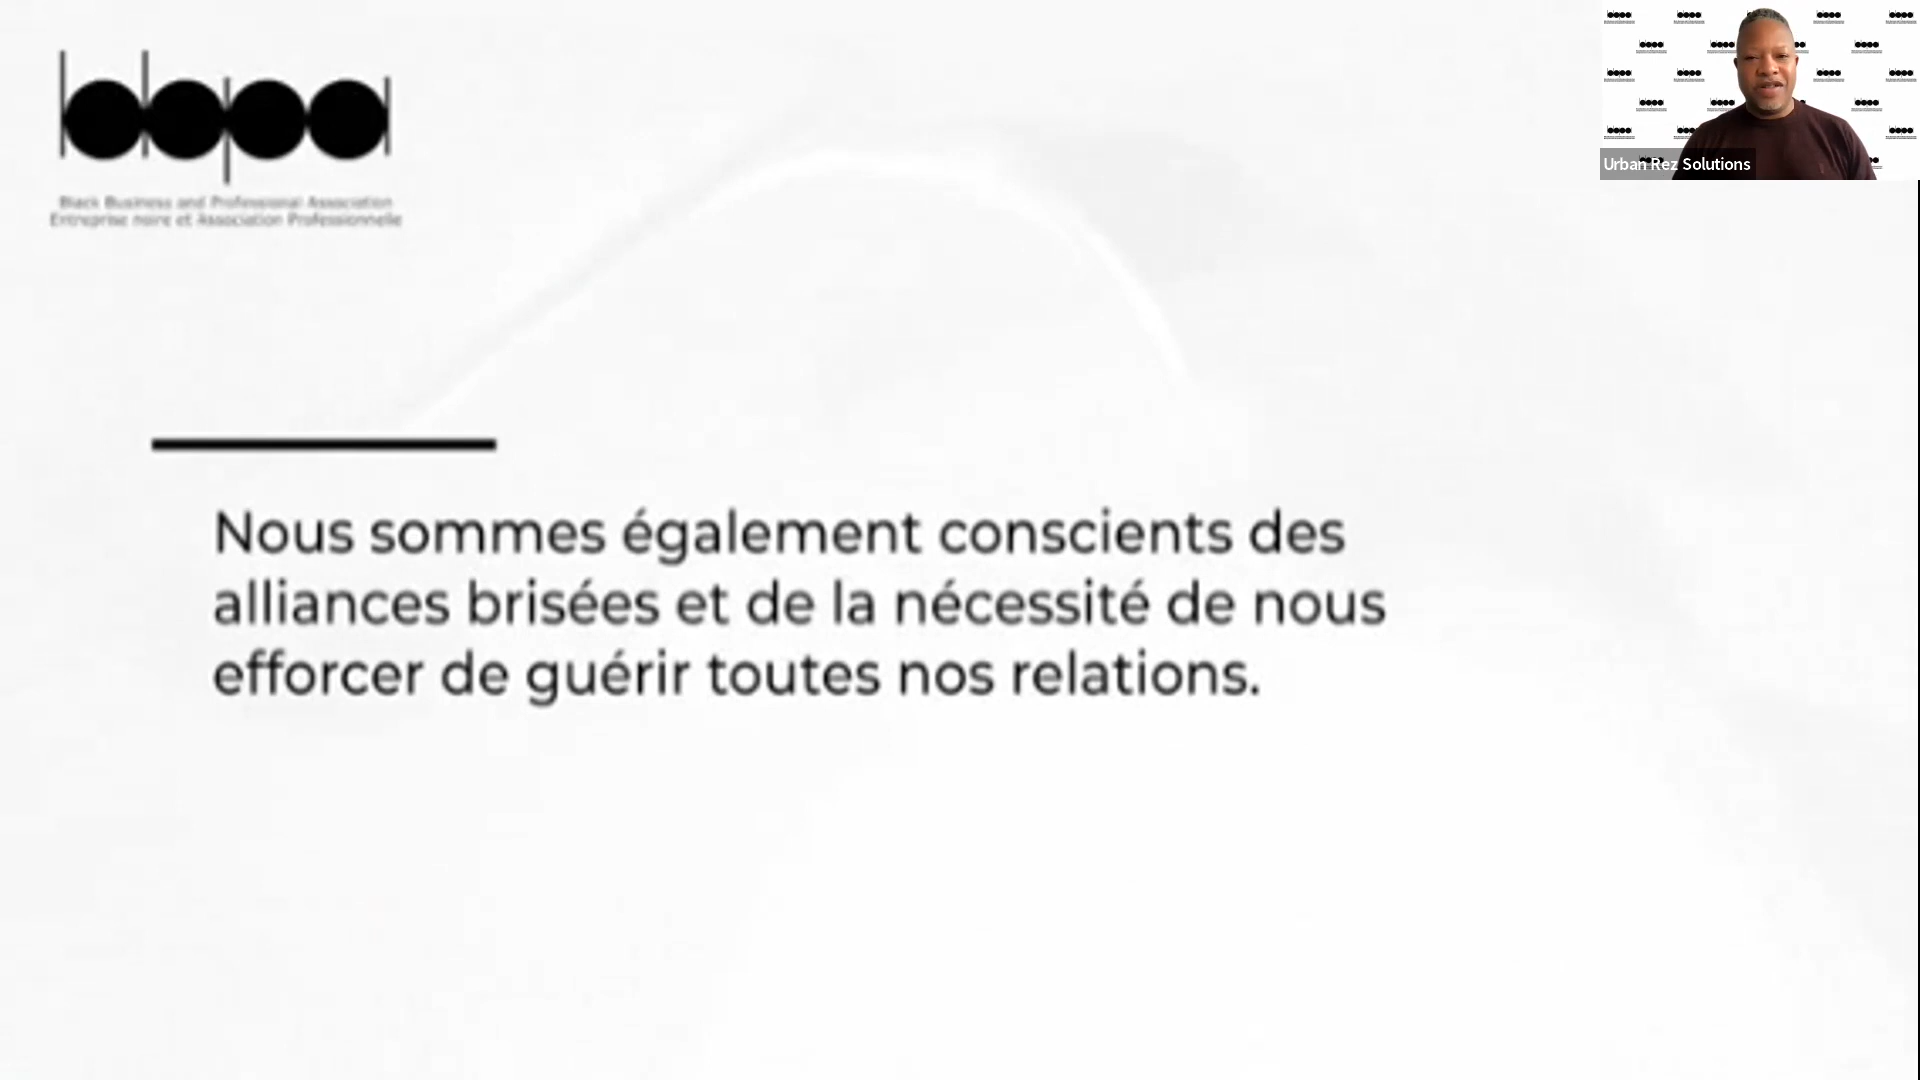 bbpa
Black Business and Professional Association
Entreprise noire et Association Professionnelle
Urban Rez Solutions
Nous sommes également conscients des
alliances brisées et de la nécessité de nous
efforcer de guérir toutes nos relations.